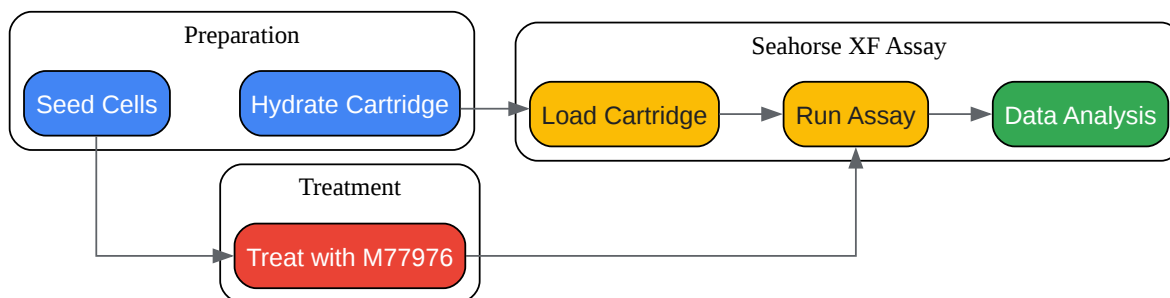 Preparation
Seed Cells
Hydrate Cartridge
Seahorse XF Assay
Load Cartridge
Run Assay
Data Analysis
Treatment
Treat with M77976